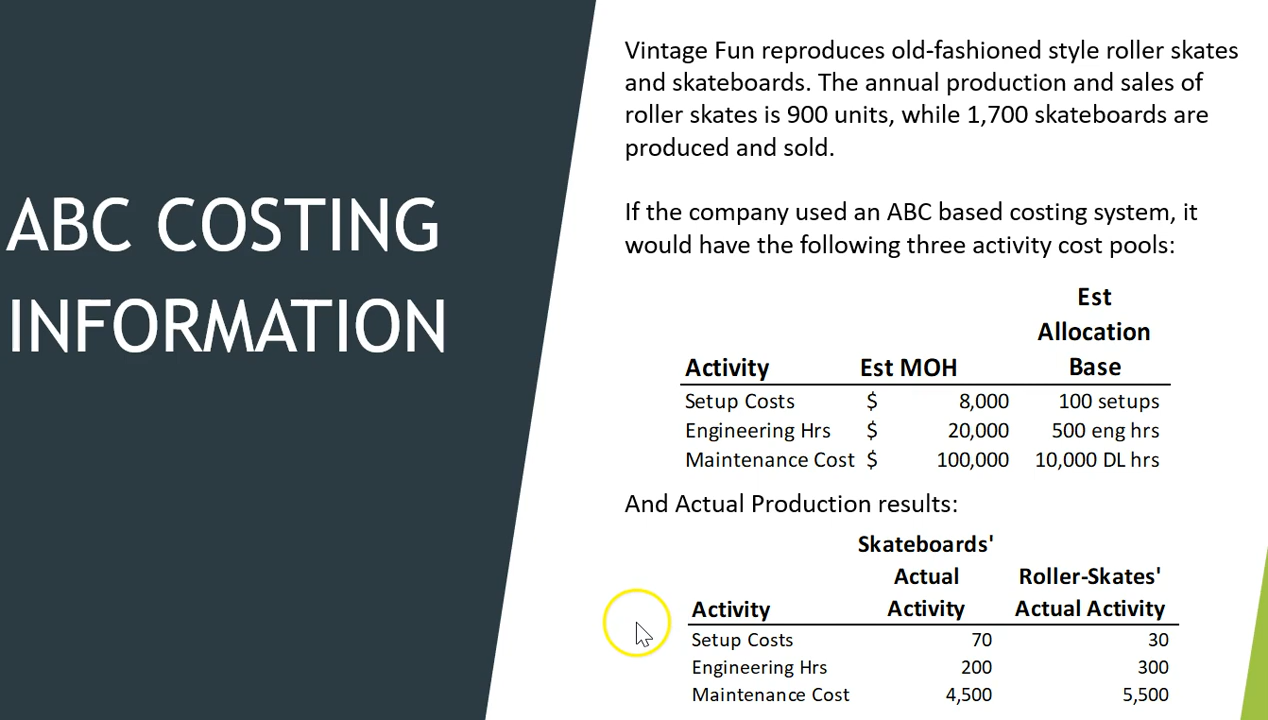 ABC COSTING
INFORMATION
Vintage Fun reproduces old-fashioned style roller skates
and skateboards. The annual production and sales of
roller skates is 900 units, while 1,700 skateboards are
produced and sold.
If the company used an ABC based costing system, it
would have the following three activity cost pools:
Est
Allocation
Activity Est MOH Base
Setup Costs $ 8,000 100 setups
Engineering Hrs $ 20,000 500 eng hrs
Maintenance Cost $ 100,000 10,000 DL hrs
And Actual Production results:
Skateboards'
Actual Roller-Skates'
Activity Activity Actual Activity
Setup Costs 70 30
Engineering Hrs 200 300
Maintenance Cost 4,500 5,500